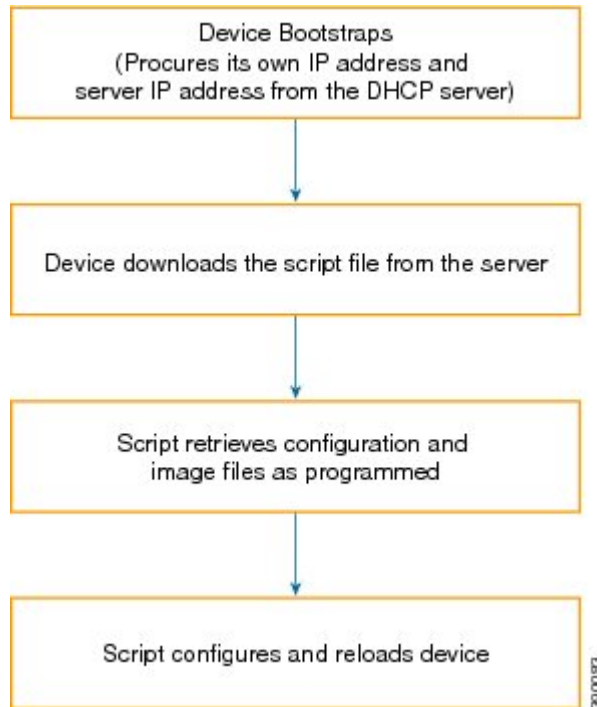 Device Bootstraps
(Procures its own IP address and
server IP address from the DHCP server)
Device downloads the script file from the server
Script retrieves configuration and
image files as programmed
Script configures and reloads device